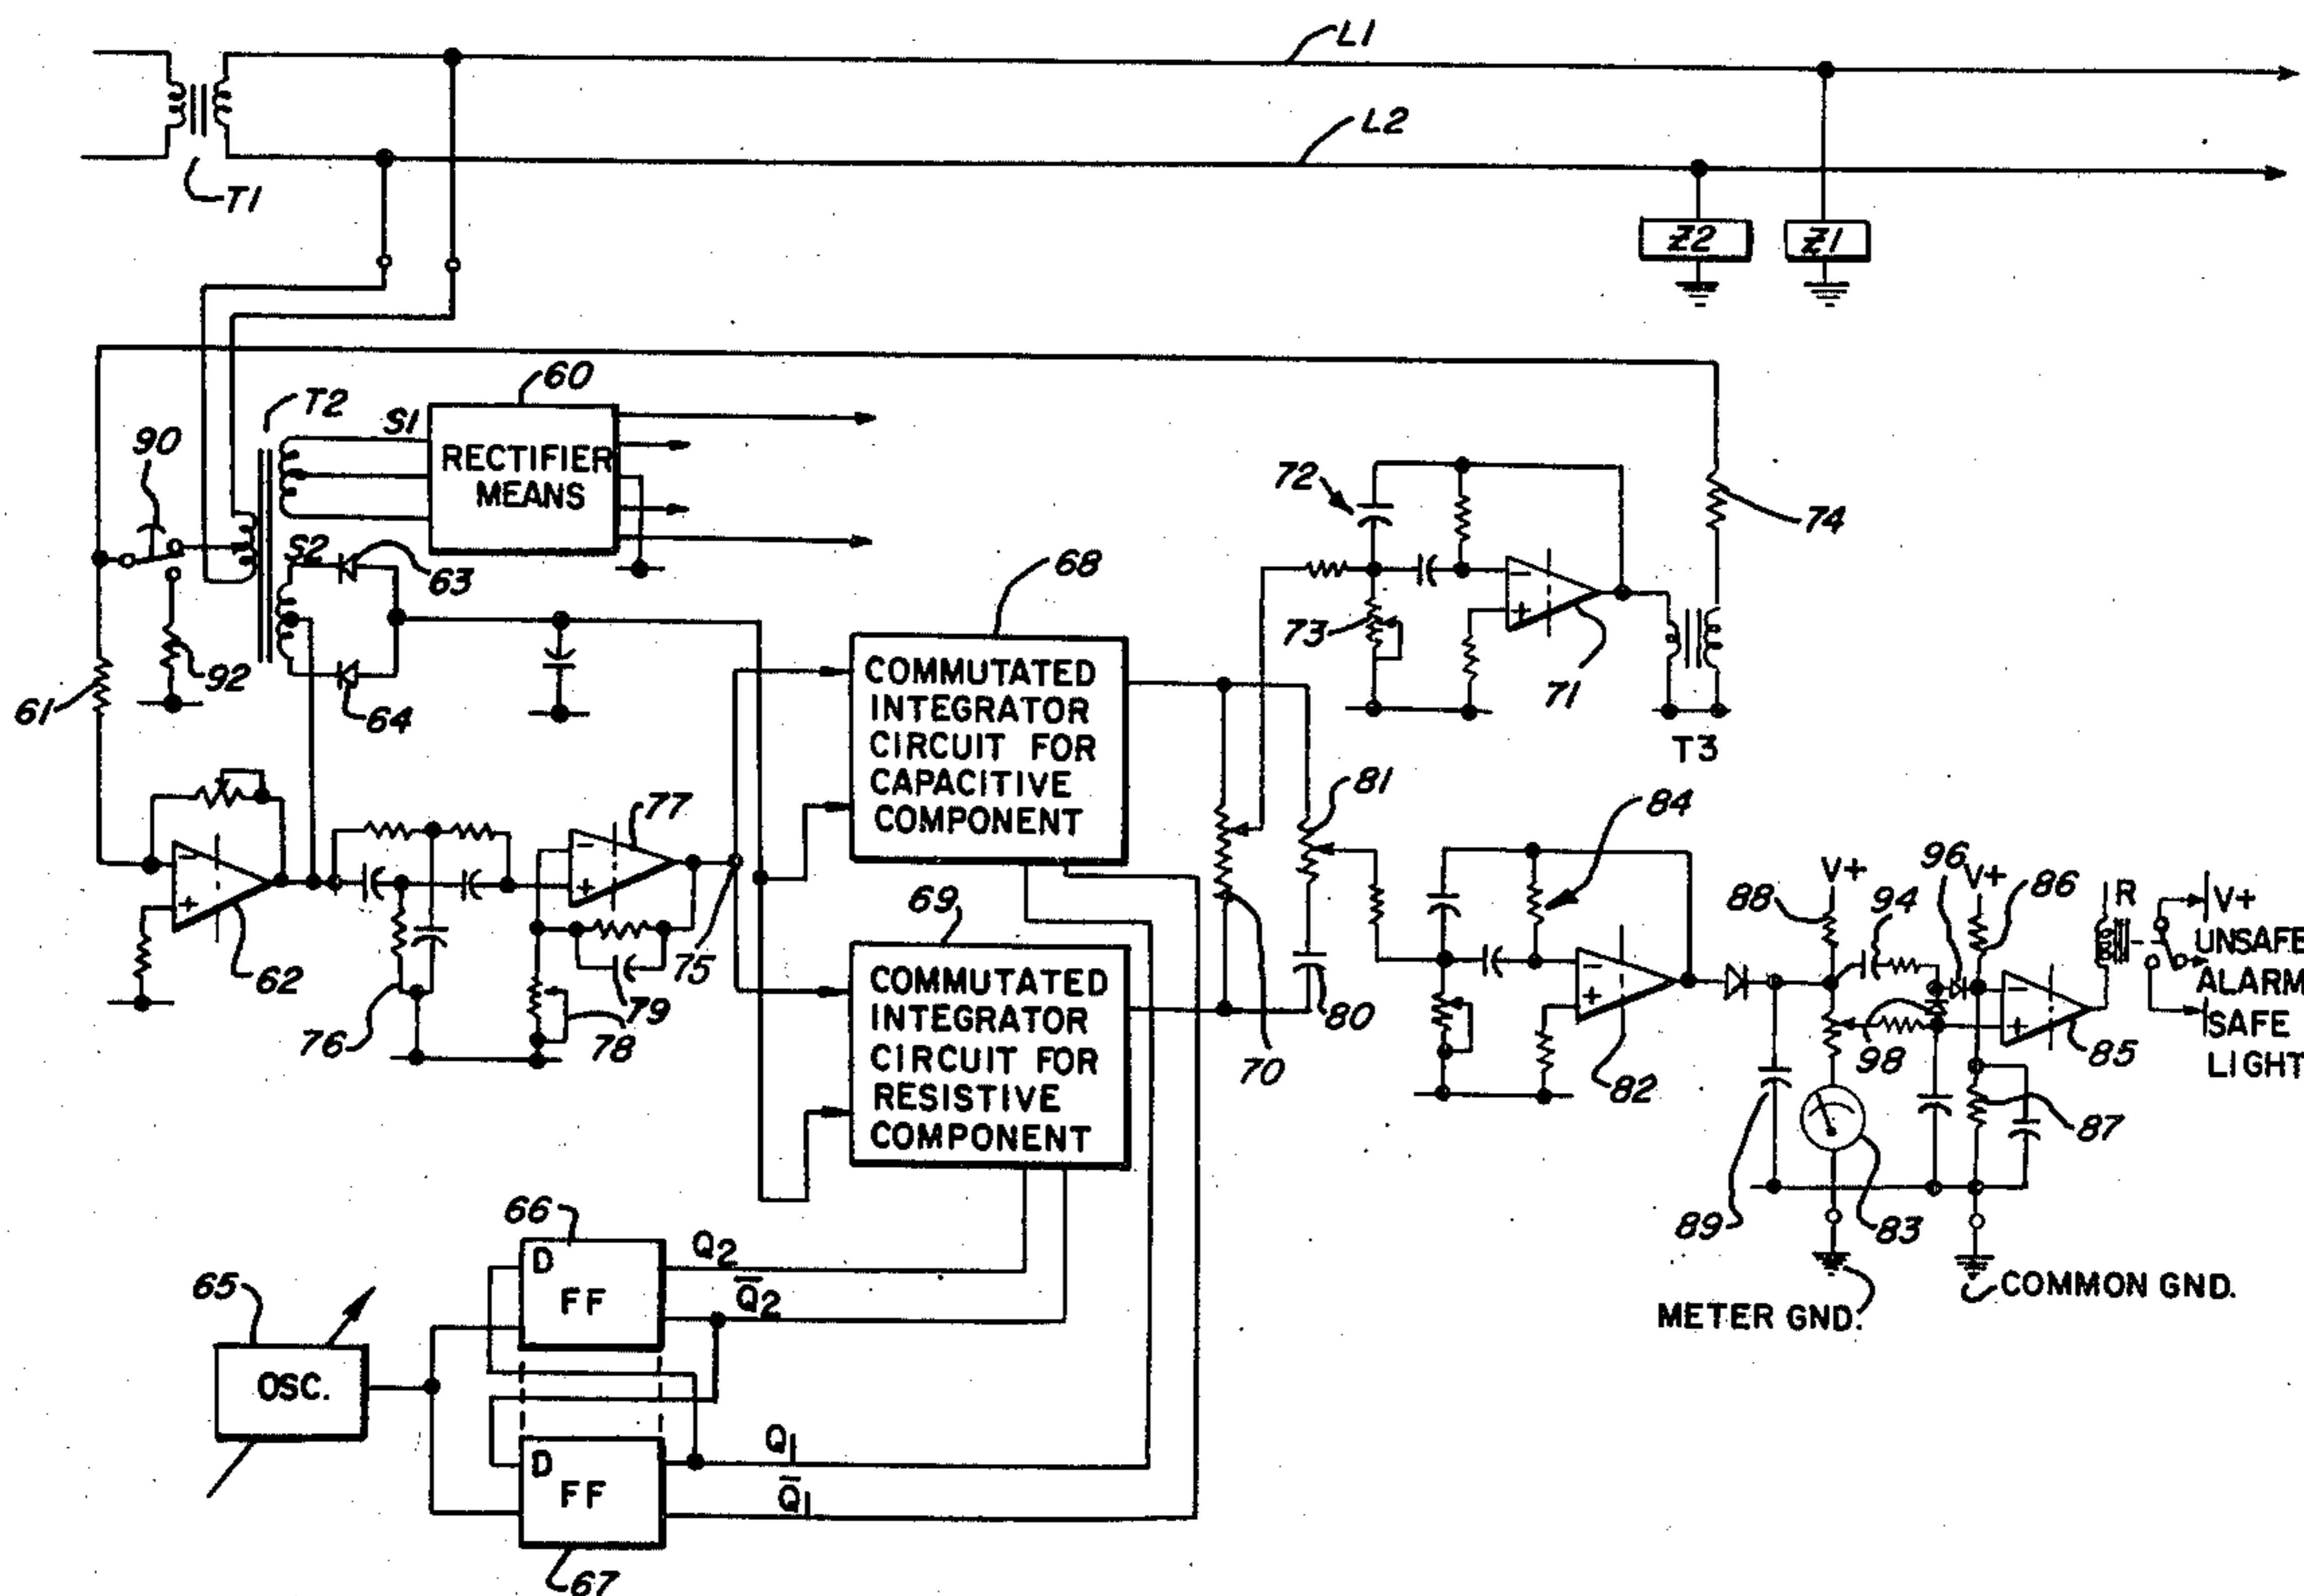 L1
L2
T1
Z2
Z1
60
T2
S1
90
RECTIFIER
MEANS
72
74
S2
63
68
73
92
61
64
71
COMMUTATED
INTEGRATOR
CIRCUIT FOR
CAPACITIVE
COMPONENT
T3
77
81
84
62
69
75
79
78
76
80
70
COMMUTATED
INTEGRATOR
CIRCUIT FOR
RESISTIVE
COMPONENT
82
V+
96
V+
86
88
94
R
V+
UNSAFE
ALARM
SAFE
LIGHT
98
85
87
89
83
METER GND.
COMMON GND.
66
D
FF
Q2
Q̅2
65
OSC.
D
FF
Q1
Q̅1
67